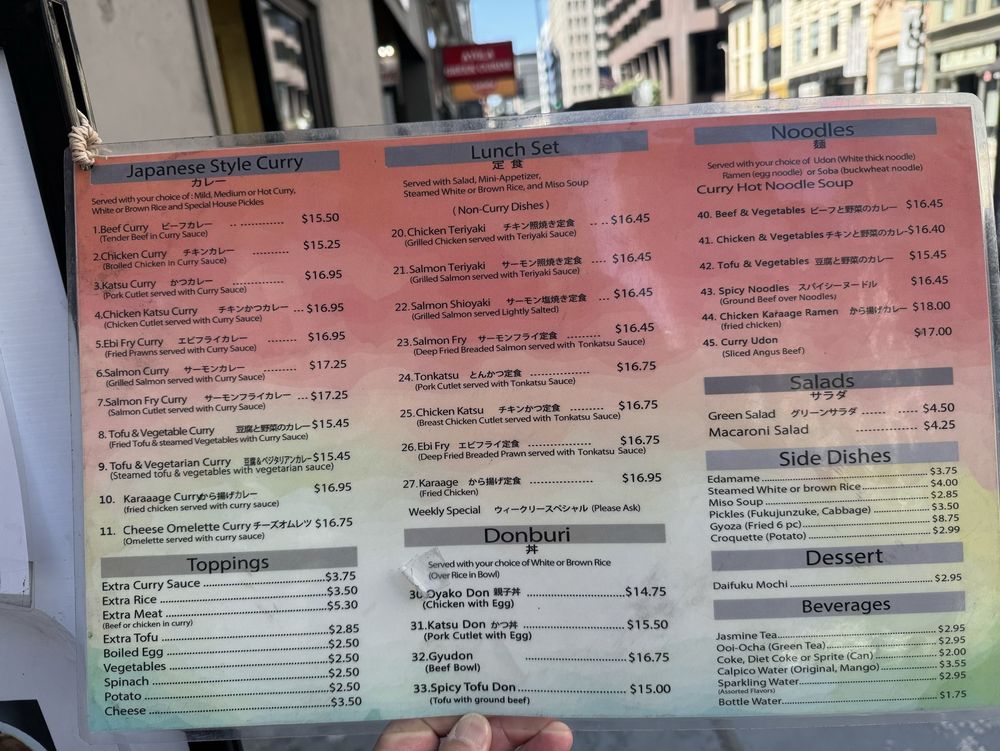 Japanese Style Curry
カレー
Served with your choice of : Mild, Medium or Hot Curry,
White or Brown Rice and Special House Pickles
1.Beef Curry ビーフカレー $15.50
(Tender Beef in Curry Sauce)
2.Chicken Curry チキンカレー $15.25
(Broiled Chicken in Curry Sauce)
3.Katsu Curry かつカレー $16.95
(Pork Cutlet served with Curry Sauce)
4.Chicken Katsu Curry チキンかつカレー $16.95
(Chicken Cutlet served with Curry Sauce)
5.Ebi Fry Curry エビフライカレー $16.95
(Fried Prawns served with Curry Sauce)
6.Salmon Curry サーモンカレー $17.25
(Grilled Salmon served with Curry Sauce)
7.Salmon Fry Curry サーモンフライカレー $17.25
(Salmon Cutlet served with Curry Sauce)
8. Tofu & Vegetable Curry 豆腐と野菜のカレー $15.45
(Fried Tofu & steamed Vegetables with Curry Sauce)
9. Tofu & Vegetarian Curry 豆腐&ベジタリアンカレー $15.45
(Steamed tofu & vegetables with vegetarian sauce)
10. Karaaage Curry から揚げカレー $16.95
(fried chicken served with curry sauce)
11. Cheese Omelette Curry チーズオムレツ $16.75
(Omelette served with curry sauce)
Toppings
Extra Curry Sauce $3.75
Extra Rice $3.50
Extra Meat $5.30
(Beef or chicken in curry)
Extra Tofu $2.85
Boiled Egg $2.50
Vegetables $2.50
Spinach $2.50
Potato $2.50
Cheese $3.50
Lunch Set
定食
Served with Salad, Mini-Appetizer,
Steamed White or Brown Rice, and Miso Soup
( Non-Curry Dishes )
20.Chicken Teriyaki チキン照焼き定食 $16.45
(Grilled Chicken served with Teriyaki Sauce)
21.Salmon Teriyaki サーモン照焼き定食 $16.45
(Grilled Salmon served with Teriyaki Sauce)
22.Salmon Shioyaki サーモン塩焼き定食 $16.45
(Grilled Salmon served Lightly Salted)
23.Salmon Fry サーモンフライ定食 $16.45
(Deep Fried Breaded Salmon with Tonkatsu Sauce)
24.Tonkatsu とんかつ定食 $16.75
(Pork Cutlet served with Tonkatsu Sauce)
25.Chicken Katsu チキンかつ定食 $16.75
(Breast Chicken Cutlet served with Tonkatsu Sauce)
26.Ebi Fry エビフライ定食 $16.75
(Deep Fried Breaded Prawn served with Tonkatsu Sauce)
27.Karaage から揚げ定食 $16.95
(Fried Chicken)
Weekly Special ウィークリースペシャル (Please Ask)
Donburi
丼
Served with your choice of White or Brown Rice
(Over Rice in Bowl)
30 Oyako Don 親子丼 $14.75
(Chicken with Egg)
31.Katsu Don かつ丼 $15.50
(Pork Cutlet with Egg)
32.Gyudon $16.75
(Beef Bowl)
33.Spicy Tofu Don $15.00
(Tofu with ground beef)
Noodles
麺
Served with your choice of Udon (White thick noodle)
Ramen (egg noodle) or Soba (buckwheat noodle)
Curry Hot Noodle Soup
40. Beef & Vegetables ビーフと野菜のカレー $16.45
41. Chicken & Vegetables チキンと野菜のカレー $16.40
42. Tofu & Vegetables 豆腐と野菜のカレー $15.45
43. Spicy Noodles スパイシーヌードル $16.45
(Ground Beef over Noodles)
44. Chicken Karaage Ramen から揚げカレー $18.00
(fried chicken)
45. Curry Udon $17.00
(Sliced Angus Beef)
Salads
サラダ
Green Salad グリーンサラダ $4.50
Macaroni Salad $4.25
Side Dishes
Edamame $3.75
Steamed White or brown Rice $4.00
Miso Soup $2.85
Pickles (Fukujunzuke, Cabbage) $3.50
Gyoza (Fried 6 pc) $8.75
Croquette (Potato) $2.99
Dessert
Daifuku Mochi $2.95
Beverages
Jasmine Tea $2.95
Ooi-Ocha (Green Tea) $2.95
Coke, Diet Coke or Sprite (Can) $2.00
Calpico Water (Original, Mango) $3.55
Sparkling Water $2.95
(Assorted Flavors)
Bottle Water $1.75